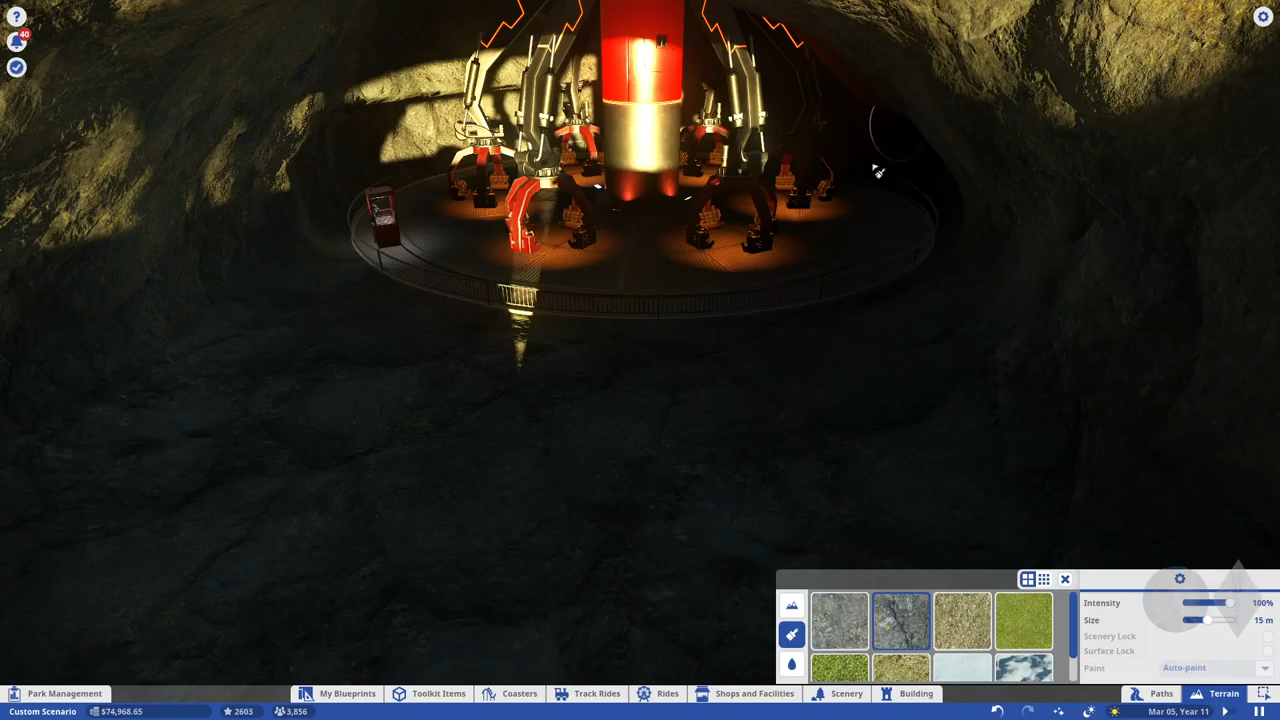 ?
40
Intensity 100%
Size 15 m
Scenery Lock
Surface Lock
Paint Auto-paint
Park Management My Blueprints Toolkit Items Coasters Track Rides Rides Shops and Facilities Scenery Building Paths Terrain
Custom Scenario $74,968.65 2603 3,856 Mar 05, Year 11